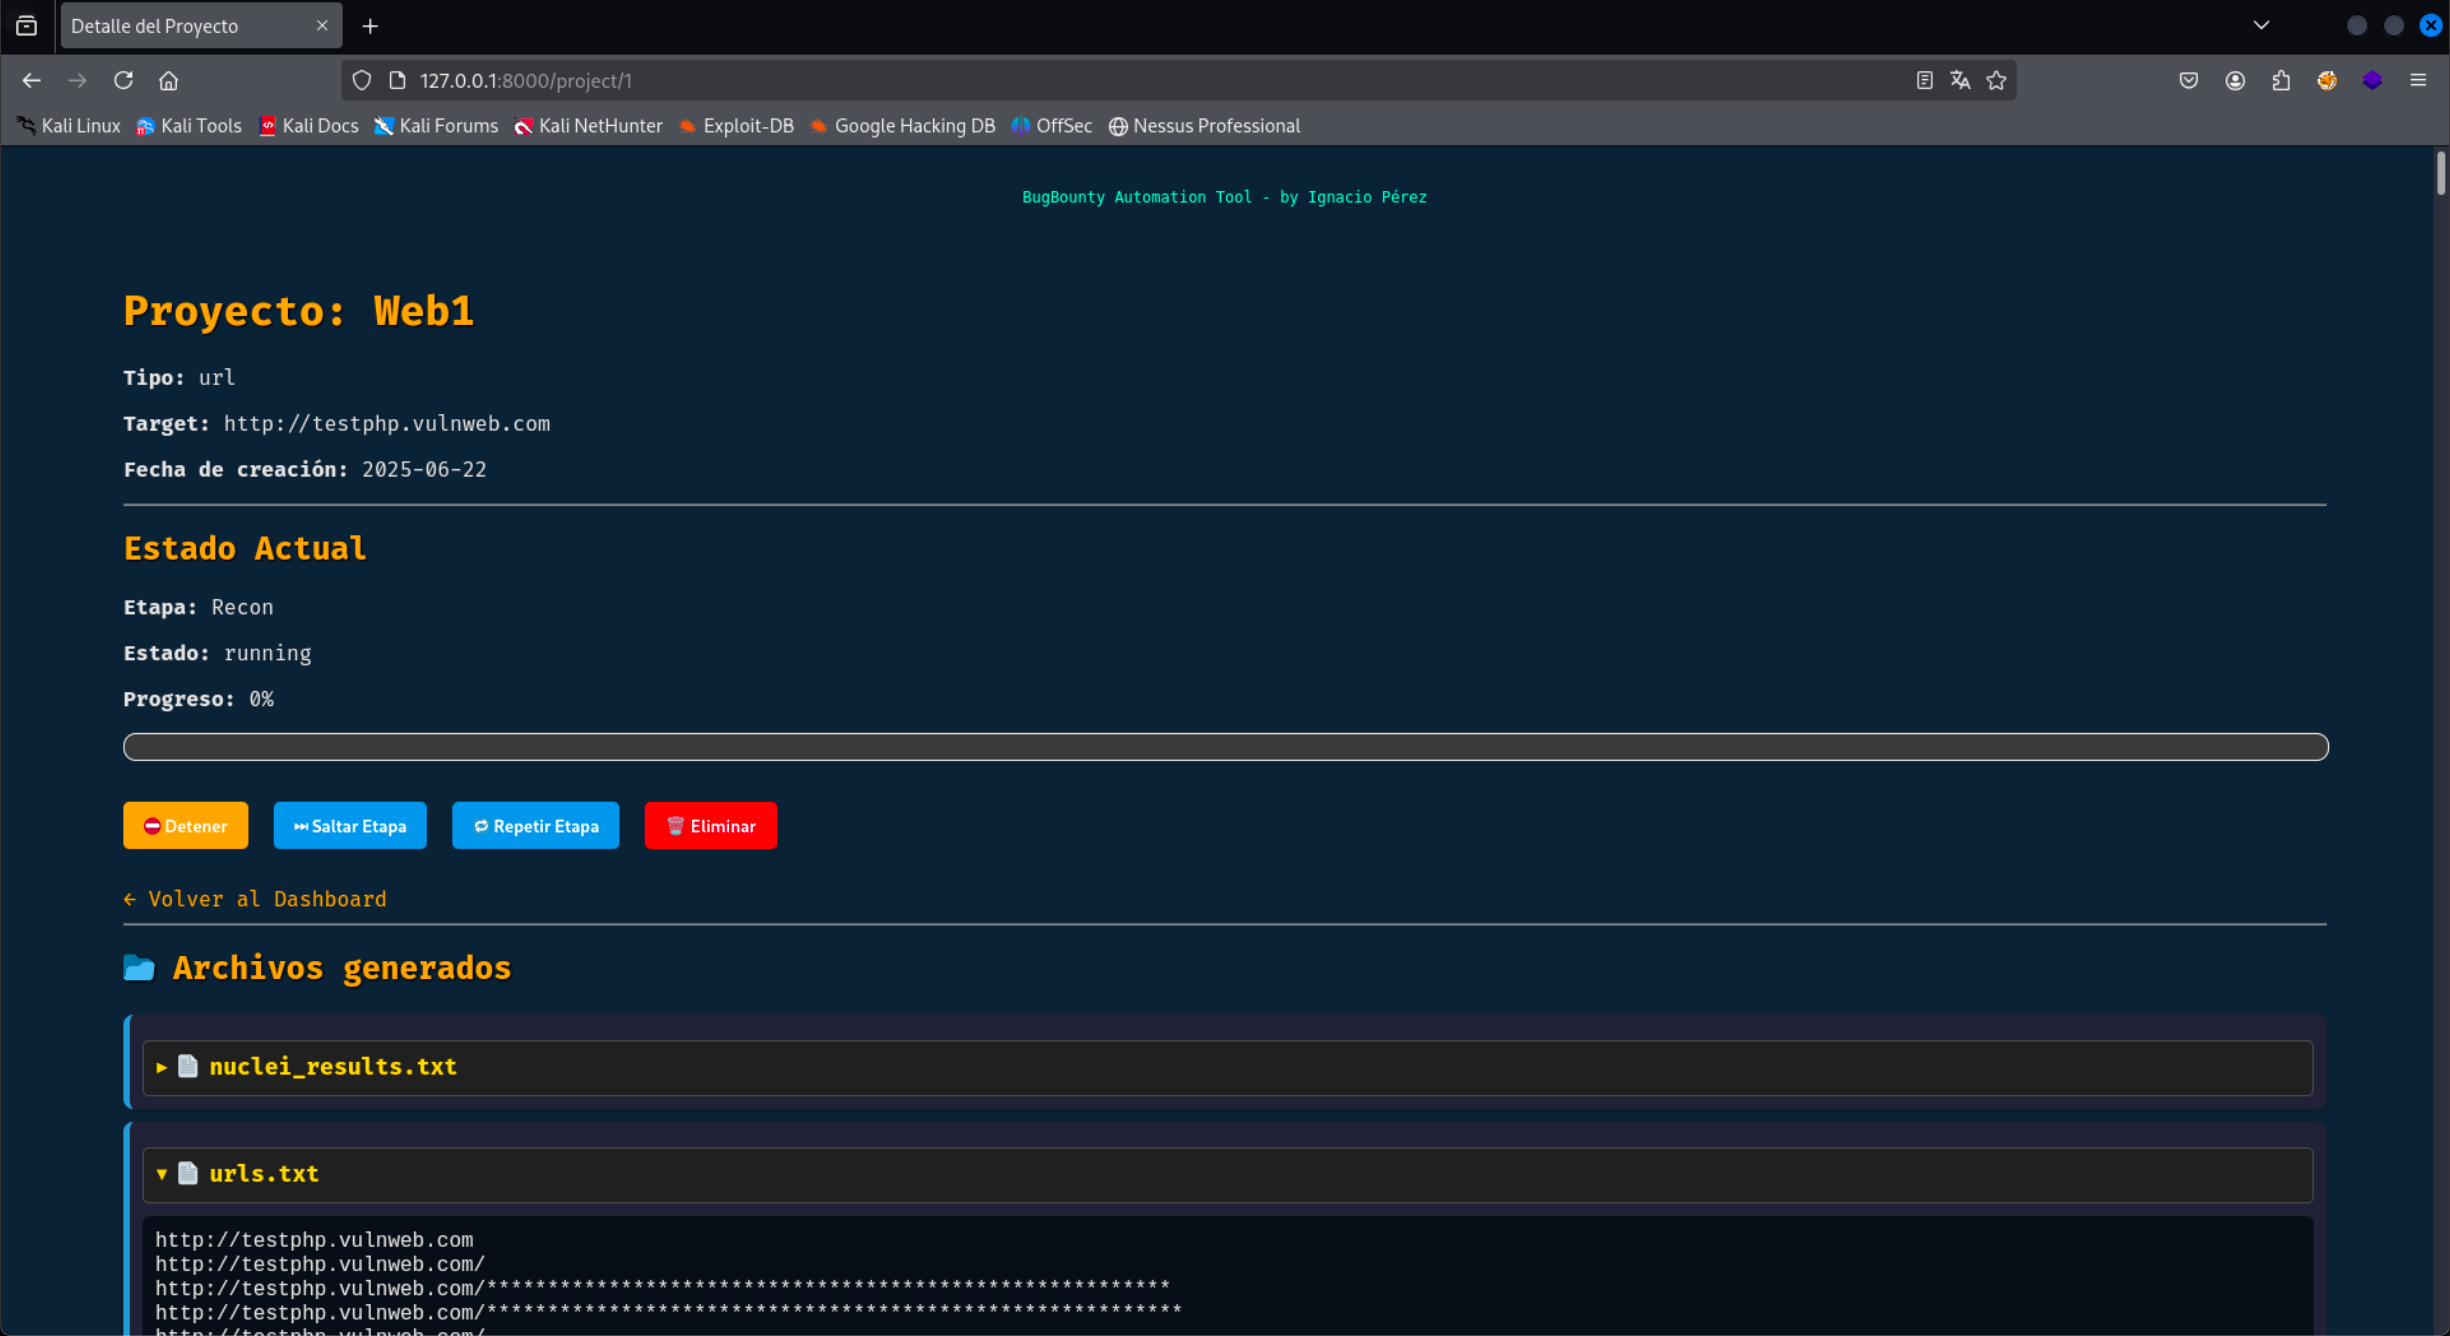 Detalle del Proyecto
127.0.0.1:8000/project/1
Kali Linux Kali Tools Kali Docs Kali Forums Kali NetHunter Exploit-DB Google Hacking DB OffSec Nessus Professional
BugBounty Automation Tool - by Ignacio Pérez
Proyecto: Web1
Tipo: url
Target: http://testphp.vulnweb.com
Fecha de creación: 2025-06-22
Estado Actual
Etapa: Recon
Estado: running
Progreso: 0%
Detener Saltar Etapa Repetir Etapa Eliminar
← Volver al Dashboard
Archivos generados
nuclei_results.txt
urls.txt
http://testphp.vulnweb.com
http://testphp.vulnweb.com/
http://testphp.vulnweb.com/********************************************************
http://testphp.vulnweb.com/*********************************************************
http://testphp.vulnweb.com/